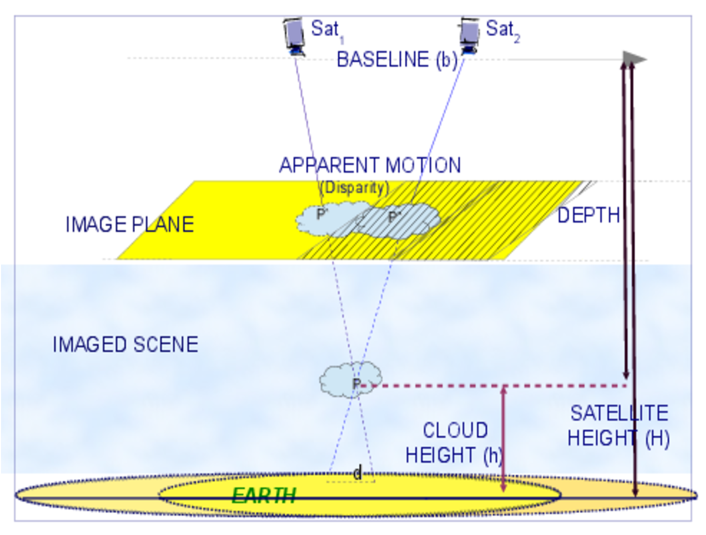 Sat1
Sat2
BASELINE (b)
APPARENT MOTION
(Disparity)
P'
P"
IMAGE PLANE
DEPTH
IMAGED SCENE
P
CLOUD
HEIGHT (h)
SATELLITE
HEIGHT (H)
d
EARTH